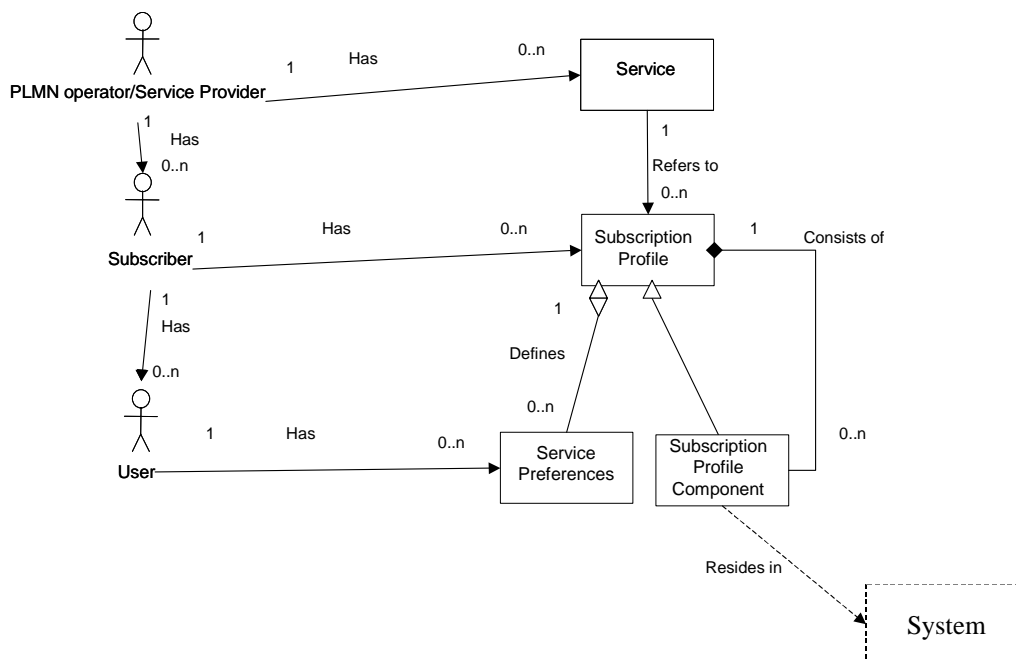 1
Has
0..n
Service
PLMN operator/Service Provider
1
Has
0..n
1
Refers to
0..n
Subscriber
1
Has
0..n
Subscription
Profile
1
Consists of
1
Has
0..n
1
Defines
0..n
User
1
Has
0..n
Service
Preferences
Subscription
Profile
Component
0..n
Resides in
System